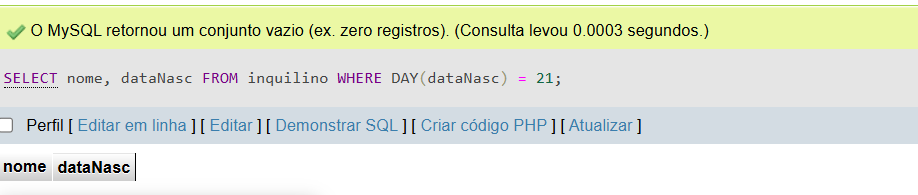 O MySQL retornou um conjunto vazio (ex. zero registros). (Consulta levou 0.0003 segundos.)
SELECT nome, dataNasc FROM inquilino WHERE DAY(dataNasc) = 21;
Perfil [ Editar em linha ] [ Editar ] [ Demonstrar SQL ] [ Criar código PHP ] [ Atualizar ]
nome dataNasc